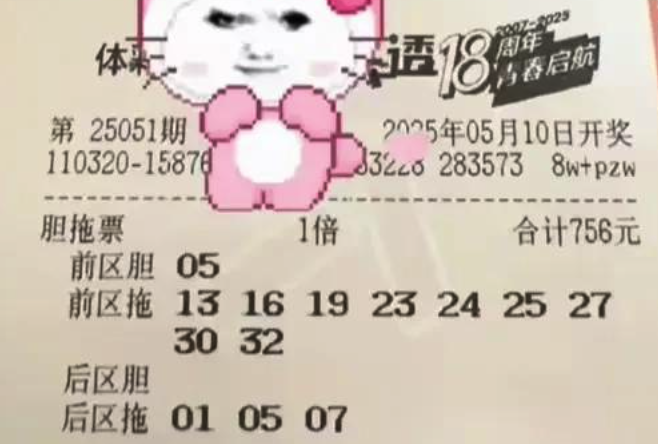 体彩 透 18 2007-2025
周年
青春启航
第 25051期 2025年05月10日开奖
110320-15876 33228 283573 8w+pzw
胆拖票 1倍 合计756元
前区胆 05
前区拖 13 16 19 23 24 25 27
30 32
后区胆
后区拖 01 05 07